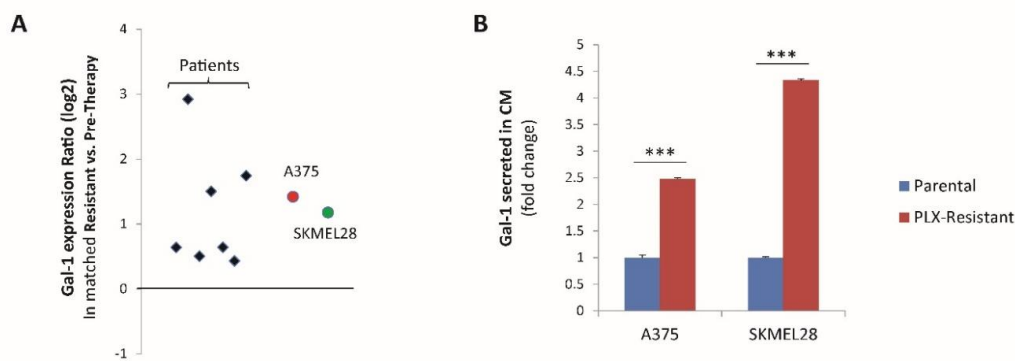 A
Gal-1 expression Ratio (log2)
In matched Resistant vs. Pre-Therapy
4
3
2
1
0
-1
Patients
A375
SKMEL28
B
Gal-1 secreted in CM
(fold change)
5
4.5
4
3.5
3
2.5
2
1.5
1
0.5
0
***
***
A375
SKMEL28
Parental
PLX-Resistant